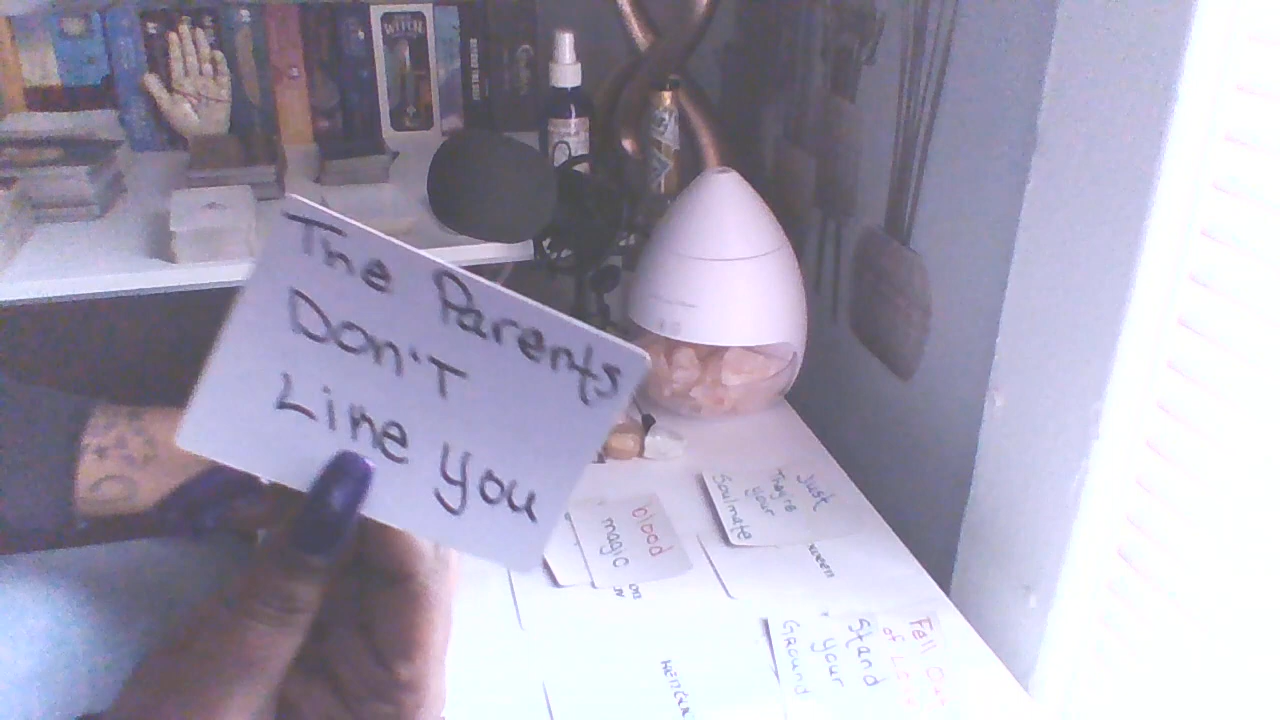 The Parents
Don't
Line you
WITCH
blood
magic
Just
They're
your
Soulmate
Fell Out
of Love
Stand
your
Ground